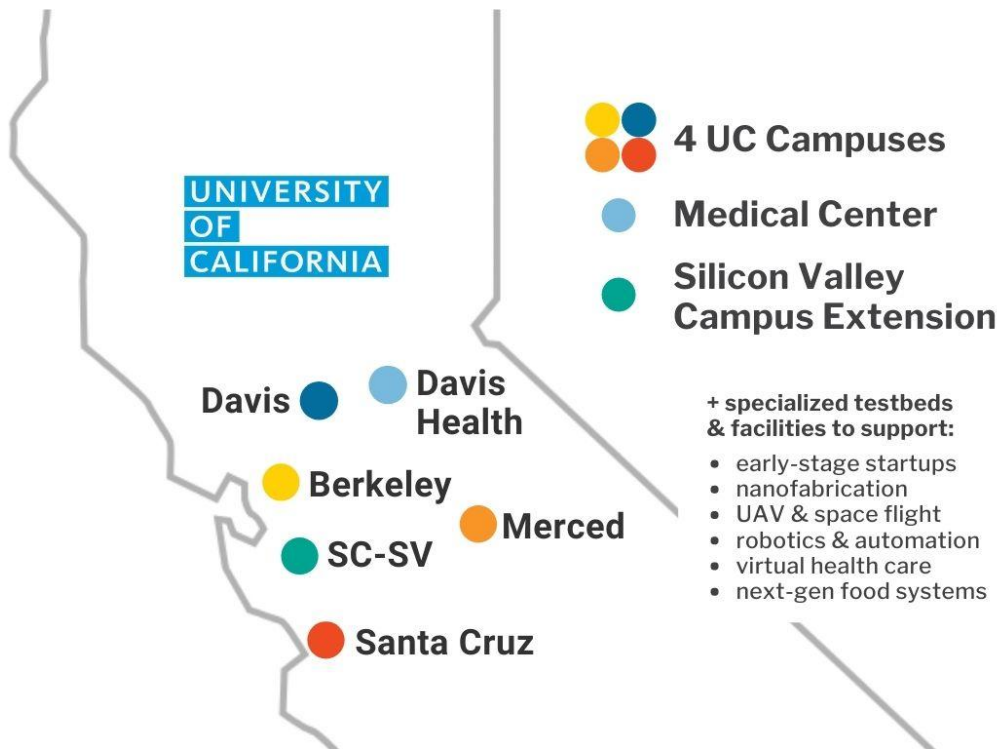 UNIVERSITY
OF
CALIFORNIA
4 UC Campuses
Medical Center
Silicon Valley
Campus Extension
Davis
Davis
Health
Berkeley
Merced
SC-SV
Santa Cruz
+ specialized testbeds
& facilities to support:
• early-stage startups
• nanofabrication
• UAV & space flight
• robotics & automation
• virtual health care
• next-gen food systems